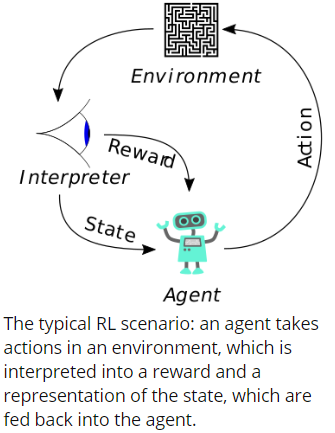 Environment
Action
Reward
Interpreter
State
Agent
The typical RL scenario: an agent takes
actions in an environment, which is
interpreted into a reward and a
representation of the state, which are
fed back into the agent.